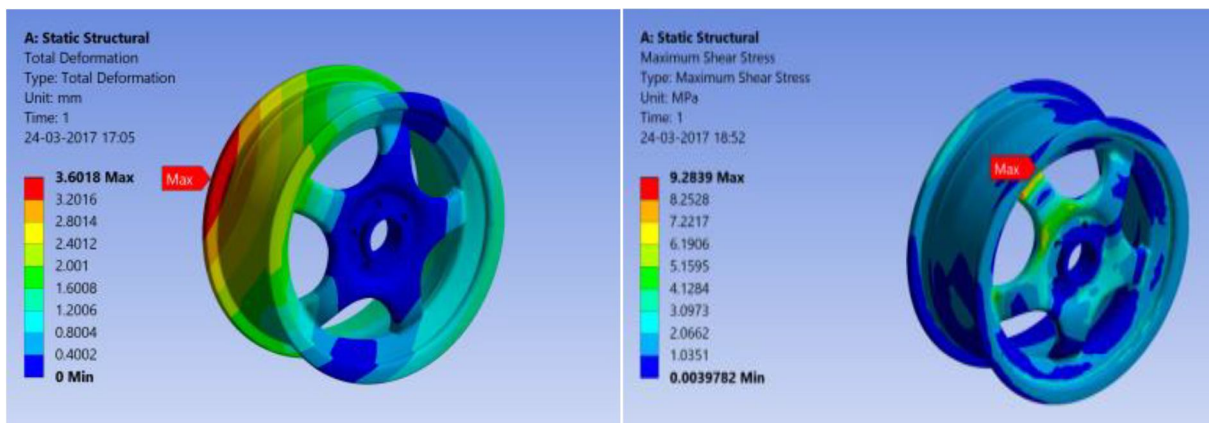 A: Static Structural
Total Deformation
Type: Total Deformation
Unit: mm
Time: 1
24-03-2017 17:05
3.6018 Max
3.2016
2.8014
2.4012
2.001
1.6008
1.2006
0.8004
0.4002
0 Min
Max
A: Static Structural
Maximum Shear Stress
Type: Maximum Shear Stress
Unit: MPa
Time: 1
24-03-2017 18:52
9.2839 Max
8.2528
7.2217
6.1906
5.1595
4.1284
3.0973
2.0662
1.0351
0.0039782 Min
Max